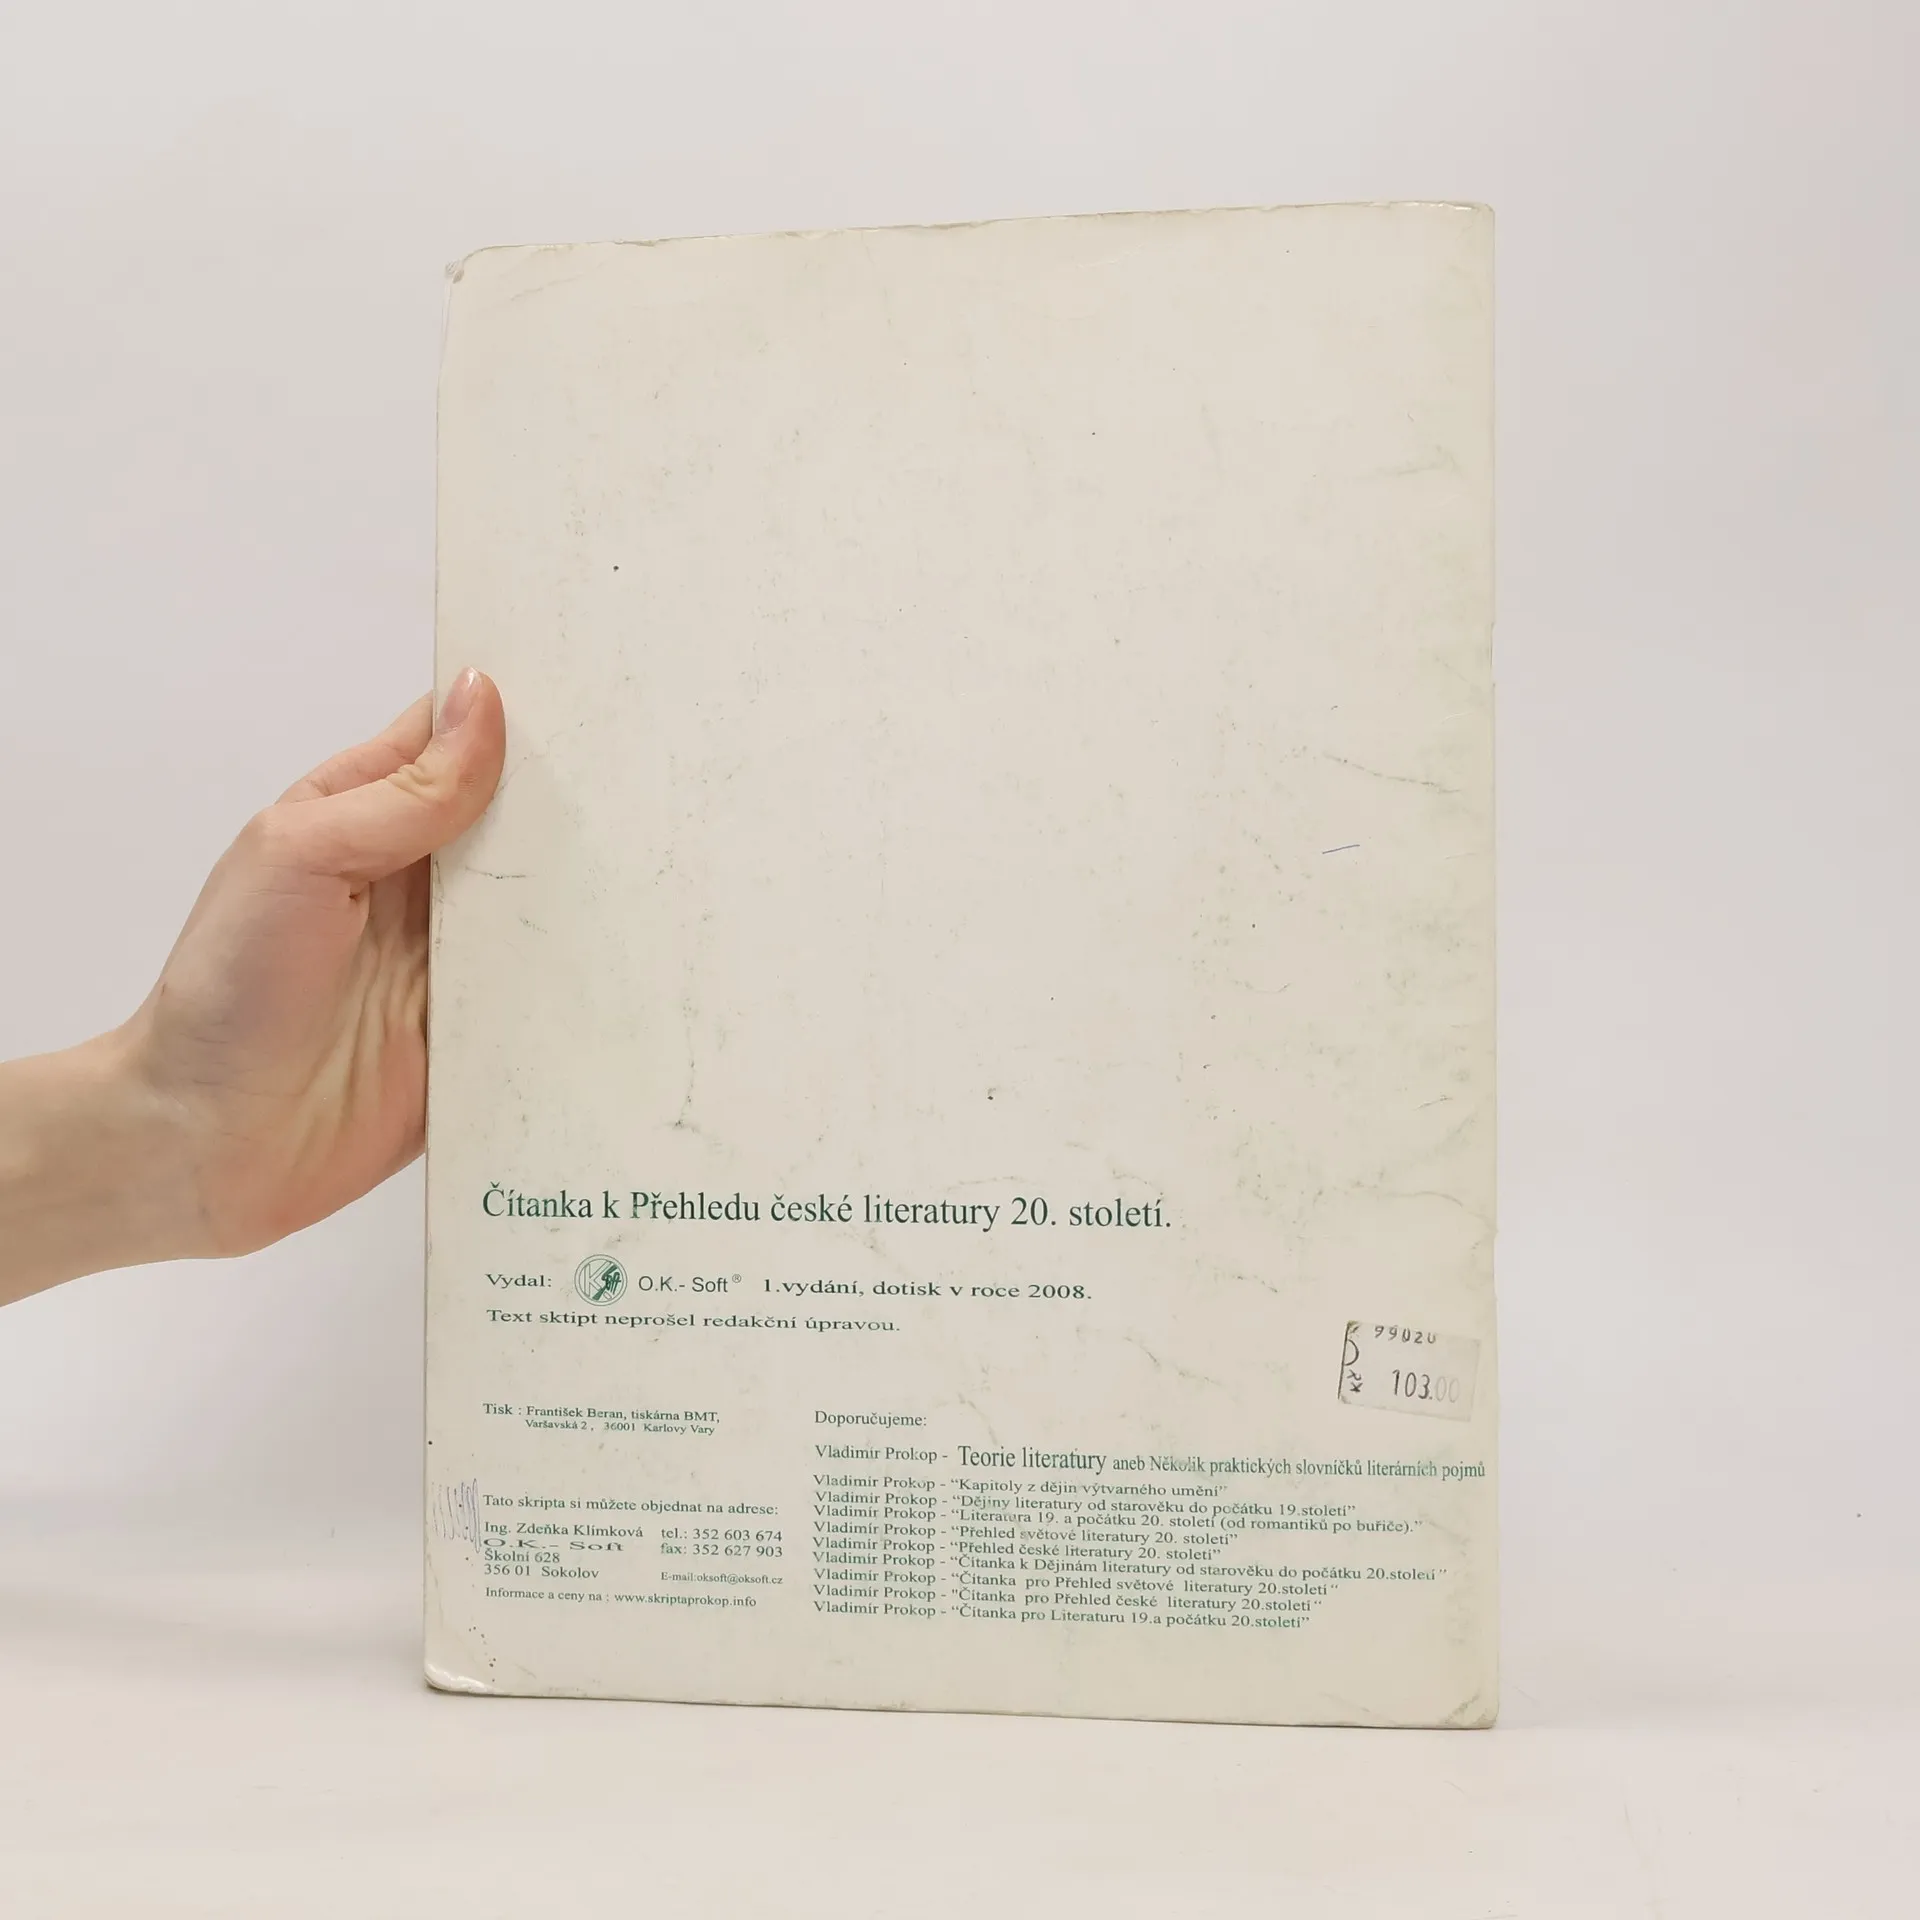 Čítanka k Přehledu české literatury 20. století.
Vydal: O.K.- Soft ® 1.vydání, dotisk v roce 2008.
Text sktipt neprošel redakční úpravou.
99020
103.00
Tisk : František Beran, tiskárna BMT,
Varšavská 2 , 36001 Karlovy Vary
Tato skripta si můžete objednat na adrese:
Ing. Zdeňka Klímková tel.: 352 603 674
O.K.- Soft fax: 352 627 903
Školní 628
356 01 Sokolov E-mail:oksoft@oksoft.cz
Informace a ceny na : www.skriptaprokop.info
Doporučujeme:
Vladimír Prokop - Teorie literatury aneb Několik praktických slovníčků literárních pojmů
Vladimír Prokop - “Kapitoly z dějin výtvarného umění”
Vladimír Prokop - “Dějiny literatury od starověku do počátku 19.století”
Vladimír Prokop - “Literatura 19. a počátku 20. století (od romantiků po buřiče).”
Vladimír Prokop - “Přehled světové literatury 20. století”
Vladimír Prokop - “Přehled české literatury 20. století”
Vladimír Prokop - “Čítanka k Dějinám literatury od starověku do počátku 20.století ”
Vladimír Prokop - “Čítanka pro Přehled světové literatury 20.století “
Vladimír Prokop - "Čítanka pro Přehled české literatury 20.století “
Vladimír Prokop - “Čítanka pro Literaturu 19.a počátku 20.století”